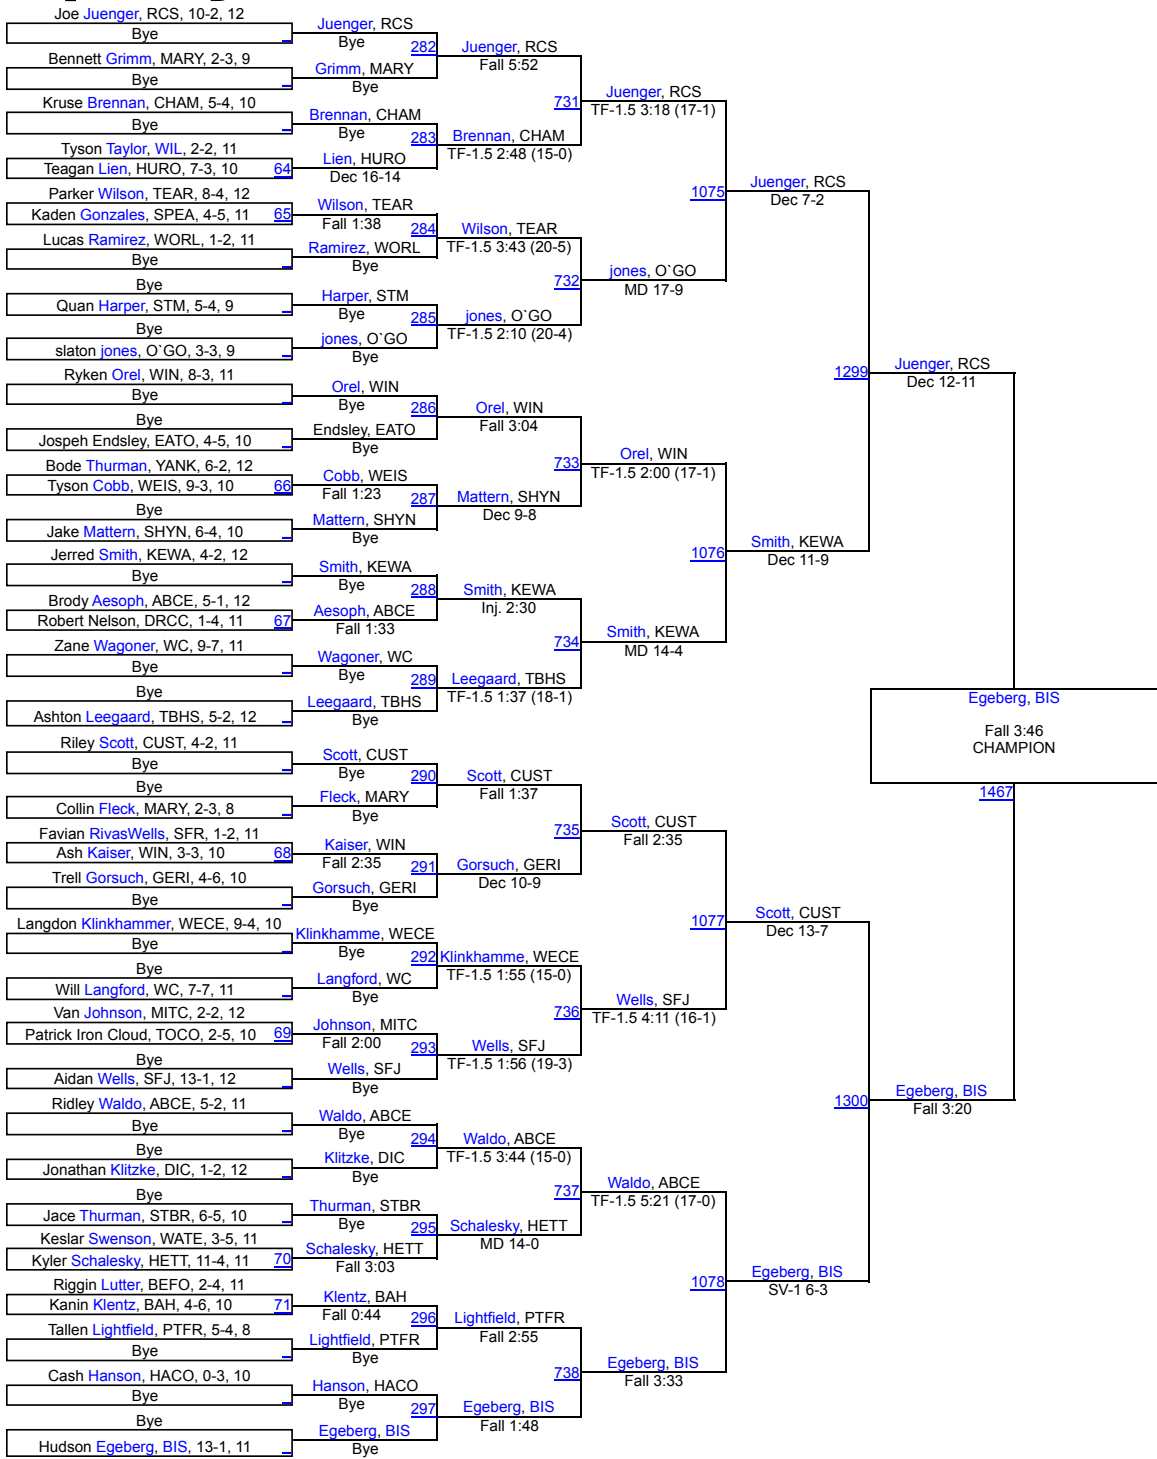 Joe Juenger, RCS, 10-2, 12
Bye
Bennett Grimm, MARY, 2-3, 9
Bye
Kruse Brennan, CHAM, 5-4, 10
Bye
Tyson Taylor, WIL, 2-2, 11
Teagan Lien, HURO, 7-3, 10 64
Parker Wilson, TEAR, 8-4, 12
Kaden Gonzales, SPEA, 4-5, 11 65
Lucas Ramirez, WORL, 1-2, 11
Bye
Bye
Quan Harper, STM, 5-4, 9
Bye
slaton jones, O`GO, 3-3, 9
Ryken Orel, WIN, 8-3, 11
Bye
Bye
Jospeh Endsley, EATO, 4-5, 10
Bode Thurman, YANK, 6-2, 12
Tyson Cobb, WEIS, 9-3, 10 66
Bye
Jake Mattern, SHYN, 6-4, 10
Jerred Smith, KEWA, 4-2, 12
Bye
Brody Aesoph, ABCE, 5-1, 12
Robert Nelson, DRCC, 1-4, 11 67
Zane Wagoner, WC, 9-7, 11
Bye
Bye
Ashton Leegaard, TBHS, 5-2, 12
Riley Scott, CUST, 4-2, 11
Bye
Bye
Collin Fleck, MARY, 2-3, 8
Favian RivasWells, SFR, 1-2, 11
Ash Kaiser, WIN, 3-3, 10 68
Trell Gorsuch, GERI, 4-6, 10
Bye
Langdon Klinkhammer, WECE, 9-4, 10
Bye
Bye
Will Langford, WC, 7-7, 11
Van Johnson, MITC, 2-2, 12
Patrick Iron Cloud, TOCO, 2-5, 10 69
Bye
Aidan Wells, SFJ, 13-1, 12
Ridley Waldo, ABCE, 5-2, 11
Bye
Bye
Jonathan Klitzke, DIC, 1-2, 12
Bye
Jace Thurman, STBR, 6-5, 10
Keslar Swenson, WATE, 3-5, 11
Kyler Schalesky, HETT, 11-4, 11 70
Riggin Lutter, BEFO, 2-4, 11
Kanin Klentz, BAH, 4-6, 10 71
Tallen Lightfield, PTFR, 5-4, 8
Bye
Cash Hanson, HACO, 0-3, 10
Bye
Bye
Hudson Egeberg, BIS, 13-1, 11
Juenger, RCS
Bye
282
Grimm, MARY
Bye
Brennan, CHAM
Bye
283
Lien, HURO
Dec 16-14
Wilson, TEAR
Fall 1:38
284
Ramirez, WORL
Bye
Harper, STM
Bye
285
jones, O`GO
Bye
Orel, WIN
Bye
286
Endsley, EATO
Bye
Cobb, WEIS
Fall 1:23
287
Mattern, SHYN
Bye
Smith, KEWA
Bye
288
Aesoph, ABCE
Fall 1:33
Wagoner, WC
Bye
289
Leegaard, TBHS
Bye
Scott, CUST
Bye
290
Fleck, MARY
Bye
Kaiser, WIN
Fall 2:35
291
Gorsuch, GERI
Bye
Klinkhamme, WECE
Bye
292
Langford, WC
Bye
Johnson, MITC
Fall 2:00
293
Wells, SFJ
Bye
Waldo, ABCE
Bye
294
Klitzke, DIC
Bye
Thurman, STBR
Bye
295
Schalesky, HETT
Fall 3:03
Klentz, BAH
Fall 0:44
296
Lightfield, PTFR
Bye
Hanson, HACO
Bye
297
Egeberg, BIS
Bye
Juenger, RCS
Fall 5:52
731
Brennan, CHAM
TF-1.5 2:48 (15-0)
Wilson, TEAR
TF-1.5 3:43 (20-5)
732
jones, O`GO
TF-1.5 2:10 (20-4)
Orel, WIN
Fall 3:04
733
Mattern, SHYN
Dec 9-8
Smith, KEWA
Inj. 2:30
734
Leegaard, TBHS
TF-1.5 1:37 (18-1)
Scott, CUST
Fall 1:37
735
Gorsuch, GERI
Dec 10-9
Klinkhamme, WECE
TF-1.5 1:55 (15-0)
736
Wells, SFJ
TF-1.5 1:56 (19-3)
Waldo, ABCE
TF-1.5 3:44 (15-0)
737
Schalesky, HETT
MD 14-0
Lightfield, PTFR
Fall 2:55
738
Egeberg, BIS
Fall 1:48
Juenger, RCS
TF-1.5 3:18 (17-1)
1075
jones, O`GO
MD 17-9
Orel, WIN
TF-1.5 2:00 (17-1)
1076
Smith, KEWA
MD 14-4
Scott, CUST
Fall 2:35
1077
Wells, SFJ
TF-1.5 4:11 (16-1)
Waldo, ABCE
TF-1.5 5:21 (17-0)
1078
Egeberg, BIS
Fall 3:33
Juenger, RCS
Dec 7-2
1299
Smith, KEWA
Dec 11-9
Scott, CUST
Dec 13-7
1300
Egeberg, BIS
SV-1 6-3
Juenger, RCS
Dec 12-11
Egeberg, BIS
Fall 3:46
CHAMPION
1467
Egeberg, BIS
Fall 3:20